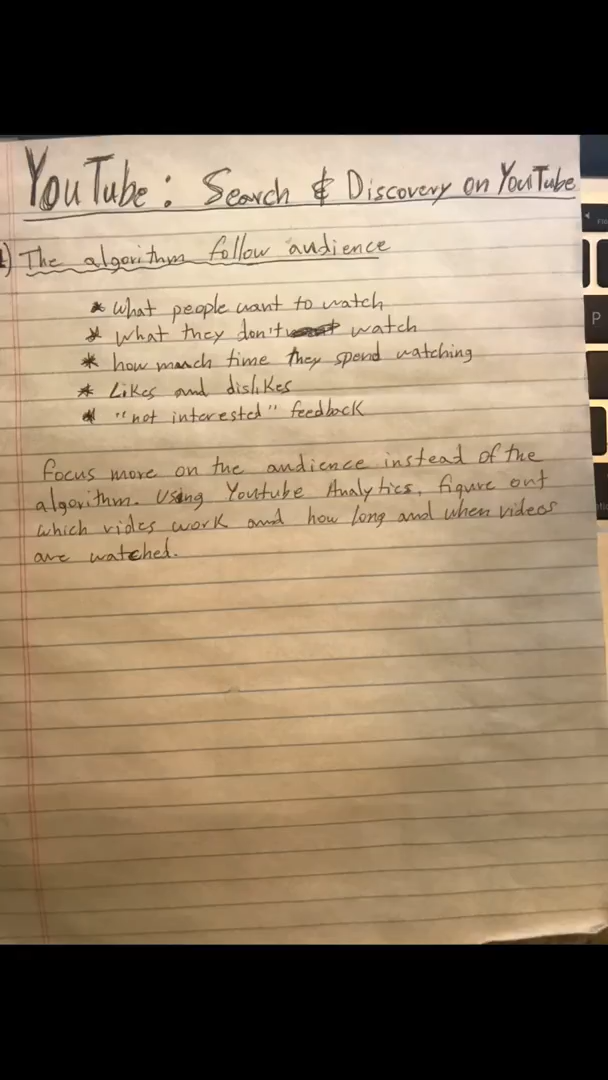 YouTube: Search & Discovery on YouTube
1) The algorithm follow audience
* what people want to watch
* what they don't watch
* how much time they spend watching
* Likes and dislikes
* "not interested" feedback
Focus more on the audience instead of the
algorithm. Using Youtube Analytics, figure out
which vides work and how long and when videos
are watched.
P